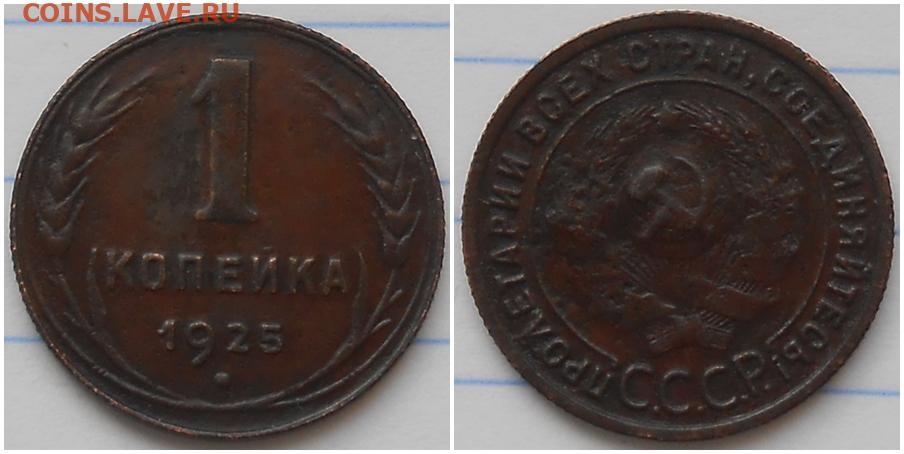 COINS.LAVE.RU
1
КОПЕЙКА
1925
ПРОЛЕТАРИИ ВСЕХ СТРАН, СОЕДИНЯЙТЕСЬ!
С.С.С.Р.